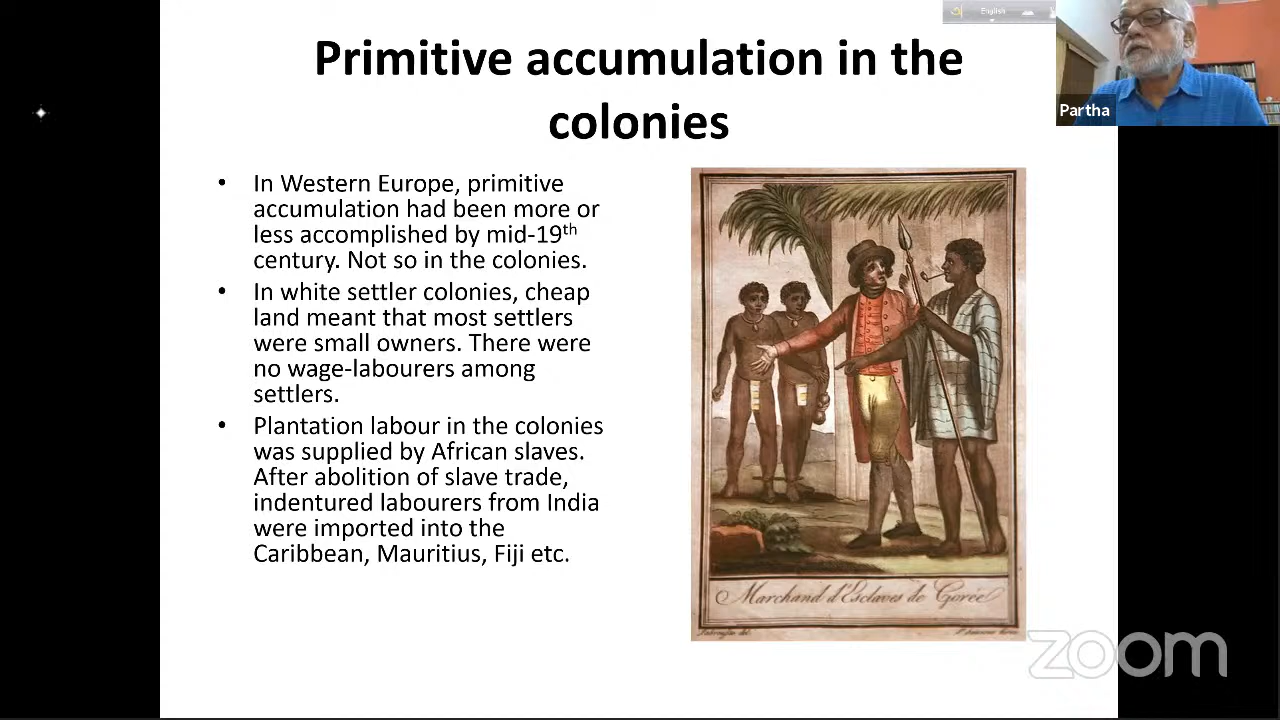 English
Primitive accumulation in the
colonies
Partha
• In Western Europe, primitive
accumulation had been more or
less accomplished by mid-19th
century. Not so in the colonies.
• In white settler colonies, cheap
land meant that most settlers
were small owners. There were
no wage-labourers among
settlers.
• Plantation labour in the colonies
was supplied by African slaves.
After abolition of slave trade,
indentured labourers from India
were imported into the
Caribbean, Mauritius, Fiji etc.
Marchand d'Esclaves de Gorée
zoom